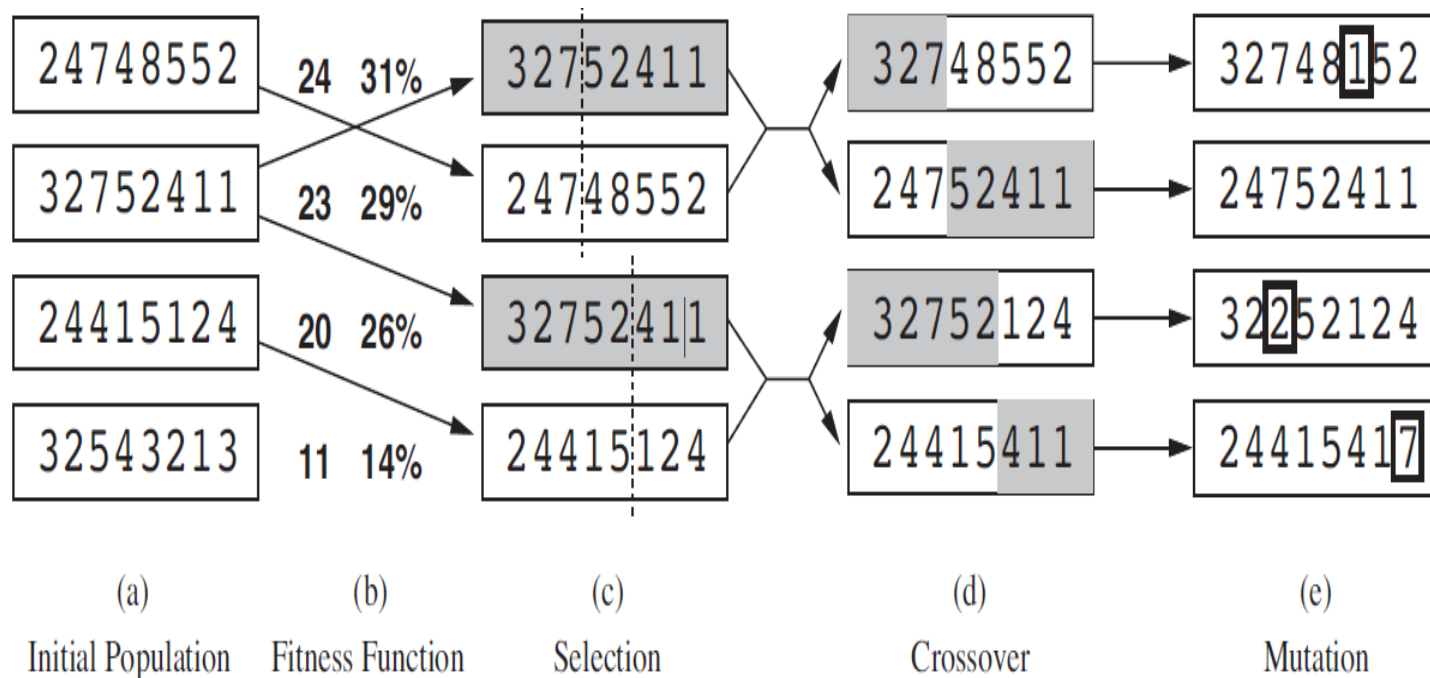 24748552 24 31% 32752411 32748552 32748152
32752411 23 29% 24748552 24752411 24752411
24415124 20 26% 32752411 32752124 32252124
32543213 11 14% 24415124 24415411 24415417
(a) (b) (c) (d) (e)
Initial Population Fitness Function Selection Crossover Mutation